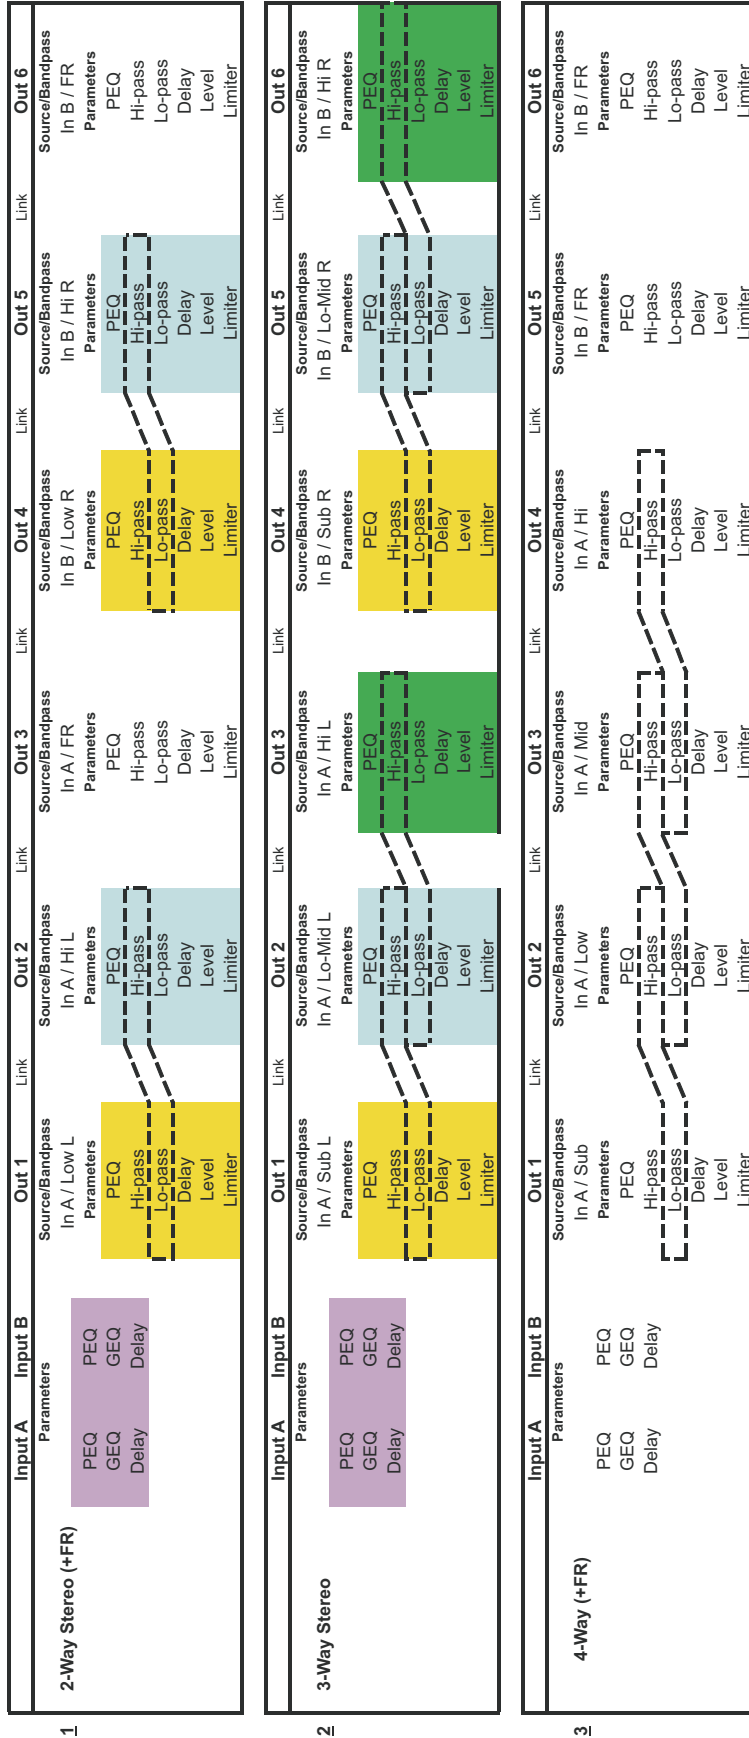 Input A Input B Out 1 Link Out 2 Link Out 3 Link Out 4 Link Out 5 Link Out 6
Parameters Source/Bandpass Source/Bandpass Source/Bandpass Source/Bandpass Source/Bandpass Source/Bandpass
1 2-Way Stereo (+FR) In A / Low L In A / Hi L In A / FR In B / Low R In B / Hi R In B / FR
Parameters Parameters Parameters Parameters Parameters Parameters
PEQ PEQ
PEQ PEQ PEQ PEQ PEQ PEQ
GEQ GEQ
Hi-pass Hi-pass Hi-pass Hi-pass Hi-pass Hi-pass
Delay Delay
Lo-pass Lo-pass Lo-pass Lo-pass Lo-pass Lo-pass
Delay Delay Delay Delay Delay Delay
Level Level Level Level Level Level
Limiter Limiter Limiter Limiter Limiter Limiter
Input A Input B Out 1 Link Out 2 Link Out 3 Link Out 4 Link Out 5 Link Out 6
Parameters Source/Bandpass Source/Bandpass Source/Bandpass Source/Bandpass Source/Bandpass Source/Bandpass
2 3-Way Stereo In A / Sub L In A / Lo-Mid L In A / Hi L In B / Sub R In B / Lo-Mid R In B / Hi R
Parameters Parameters Parameters Parameters Parameters Parameters
PEQ PEQ
PEQ PEQ PEQ PEQ PEQ PEQ
GEQ GEQ
Hi-pass Hi-pass Hi-pass Hi-pass Hi-pass Hi-pass
Delay Delay
Lo-pass Lo-pass Lo-pass Lo-pass Lo-pass Lo-pass
Delay Delay Delay Delay Delay Delay
Level Level Level Level Level Level
Limiter Limiter Limiter Limiter Limiter Limiter
Input A Input B Out 1 Link Out 2 Link Out 3 Link Out 4 Link Out 5 Link Out 6
Parameters Source/Bandpass Source/Bandpass Source/Bandpass Source/Bandpass Source/Bandpass Source/Bandpass
3 4-Way (+FR) In A / Sub In A / Low In A / Mid In A / Hi In B / FR In B / FR
Parameters Parameters Parameters Parameters Parameters Parameters
PEQ PEQ
PEQ PEQ PEQ PEQ PEQ PEQ
GEQ GEQ
Hi-pass Hi-pass Hi-pass Hi-pass Hi-pass Hi-pass
Delay Delay
Lo-pass Lo-pass Lo-pass Lo-pass Lo-pass Lo-pass
Delay Delay Delay Delay Delay Delay
Level Level Level Level Level Level
Limiter Limiter Limiter Limiter Limiter Limiter